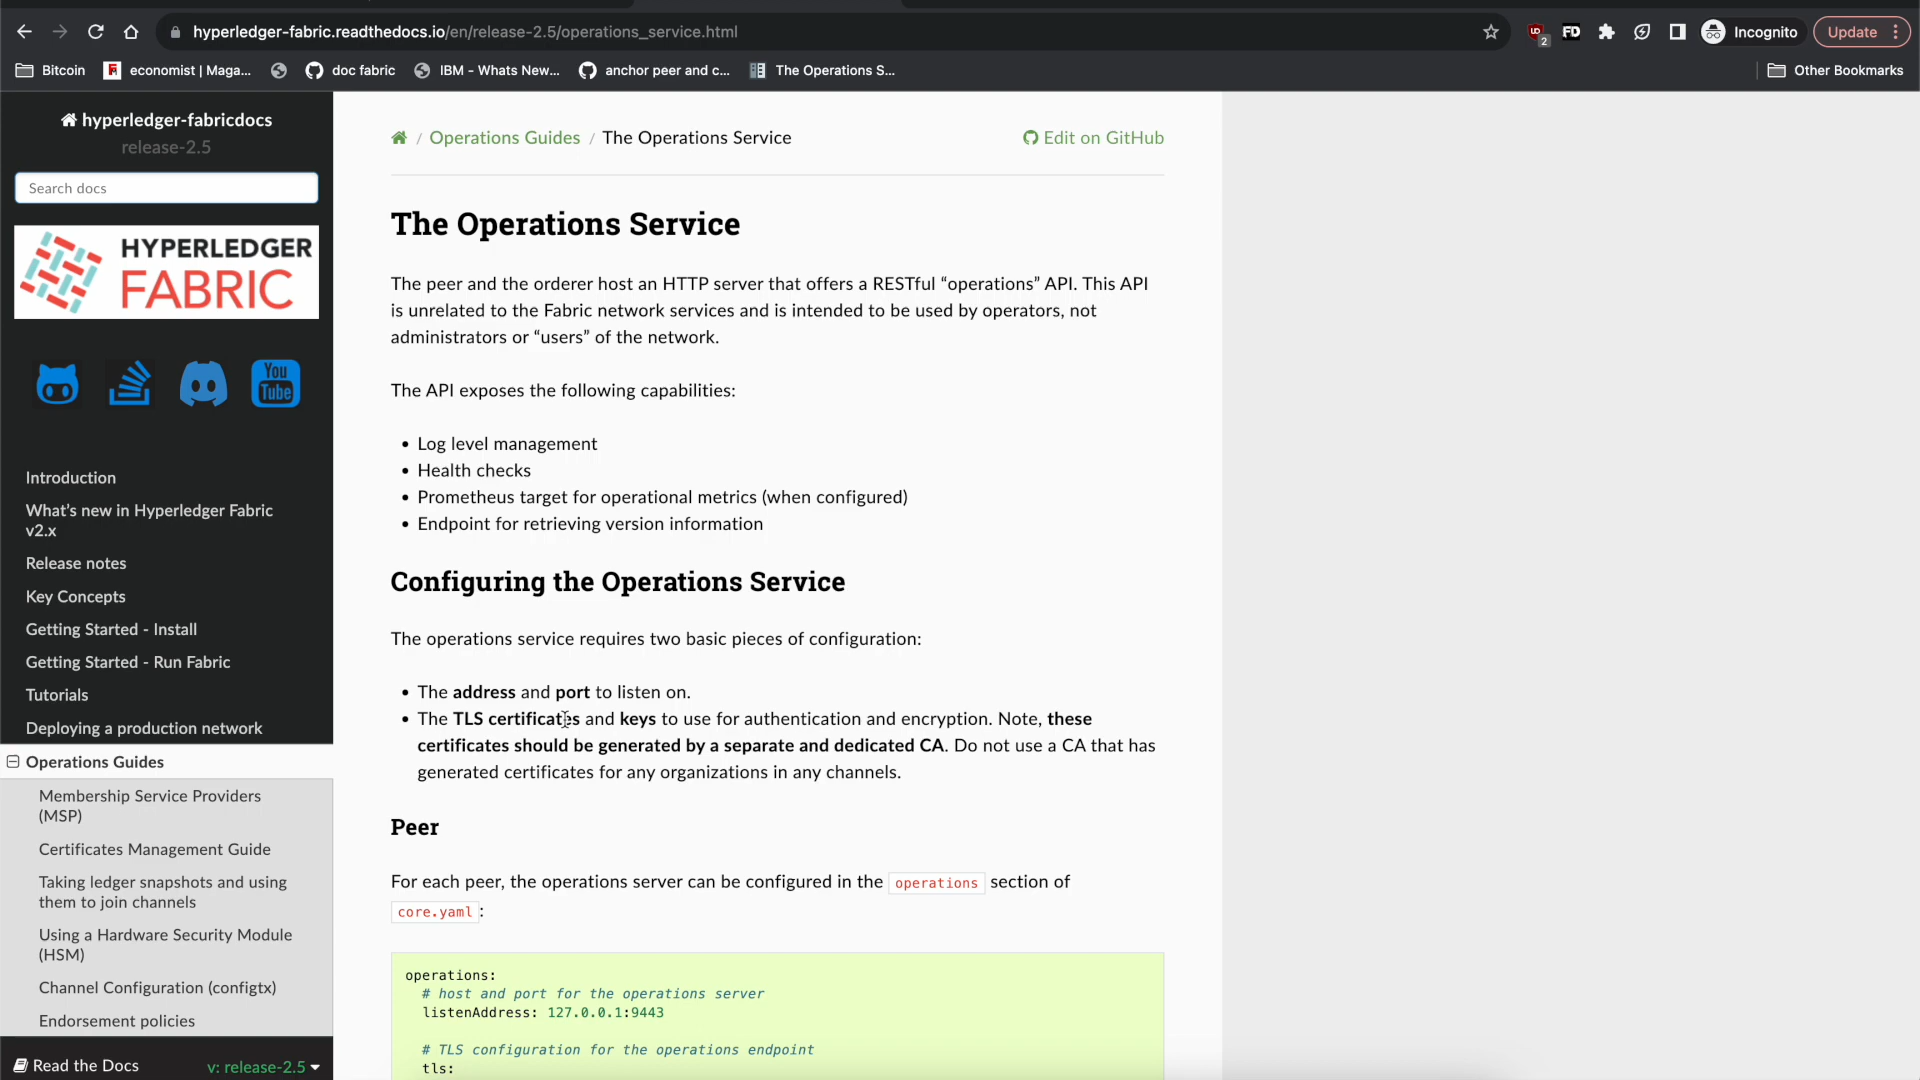 hyperledger-fabric.readthedocs.io/en/release-2.5/operations_service.html
2
FD
Incognito
Update
Bitcoin
economist | Maga...
doc fabric
IBM - Whats New...
anchor peer and c...
The Operations S...
Other Bookmarks
hyperledger-fabricdocs
release-2.5
Search docs
HYPERLEDGER
FABRIC
You
Tube
Introduction
What's new in Hyperledger Fabric
v2.x
Release notes
Key Concepts
Getting Started - Install
Getting Started - Run Fabric
Tutorials
Deploying a production network
Operations Guides
Membership Service Providers
(MSP)
Certificates Management Guide
Taking ledger snapshots and using
them to join channels
Using a Hardware Security Module
(HSM)
Channel Configuration (configtx)
Endorsement policies
Read the Docs
v: release-2.5
/ Operations Guides / The Operations Service
Edit on GitHub
The Operations Service
The peer and the orderer host an HTTP server that offers a RESTful “operations” API. This API
is unrelated to the Fabric network services and is intended to be used by operators, not
administrators or “users” of the network.
The API exposes the following capabilities:
• Log level management
• Health checks
• Prometheus target for operational metrics (when configured)
• Endpoint for retrieving version information
Configuring the Operations Service
The operations service requires two basic pieces of configuration:
• The address and port to listen on.
• The TLS certificates and keys to use for authentication and encryption. Note, these
certificates should be generated by a separate and dedicated CA. Do not use a CA that has
generated certificates for any organizations in any channels.
Peer
For each peer, the operations server can be configured in the operations section of
core.yaml:
operations:
# host and port for the operations server
listenAddress: 127.0.0.1:9443
# TLS configuration for the operations endpoint
tls: